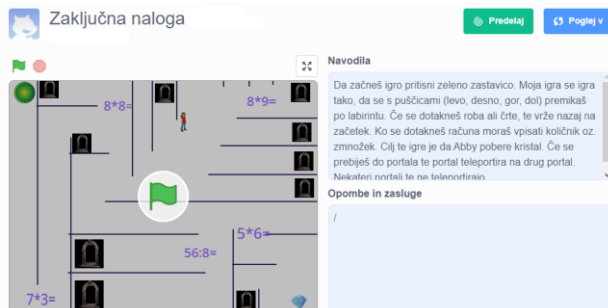 Zaključna naloga
Predelaj
Poglej v
Navodila
Da začneš igro pritisni zeleno zastavico. Moja igra se igra
tako, da se s puščicami (levo, desno, gor, dol) premikaš
po labirintu. Če se dotakneš roba ali črte, te vrže nazaj na
začetek. Ko se dotakneš računa moraš vpisati količnik oz.
zmnožek. Cilj te igre je da Abby pobere kristal. Če se
prebiješ do portala te portal teleportira na drug portal.
Nekateri portali te ne teleportirajo
Opombe in zasluge
/
8*8=
8*9=
5*6=
56:8=
7*3=